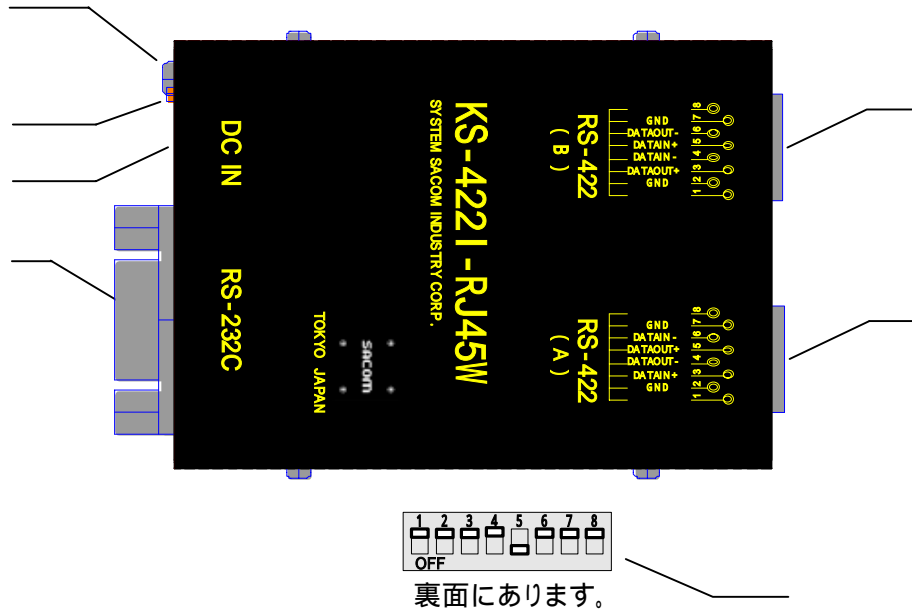 DC IN
RS-232C
KS-422I-RJ45W
SYSTEM SACOM INDUSTRY CORP.
TOKYO JAPAN
sacom
RS-422
( B )
8
7 GND
6 DATAOUT-
5 DATAIN+
4 DATAIN-
3 DATAOUT+
2 GND
1
RS-422
( A )
8
7 GND
6 DATAIN-
5 DATAOUT+
4 DATAOUT-
3 DATAIN+
2 GND
1
1 2 3 4 5 6 7 8
OFF
裏面にあります。